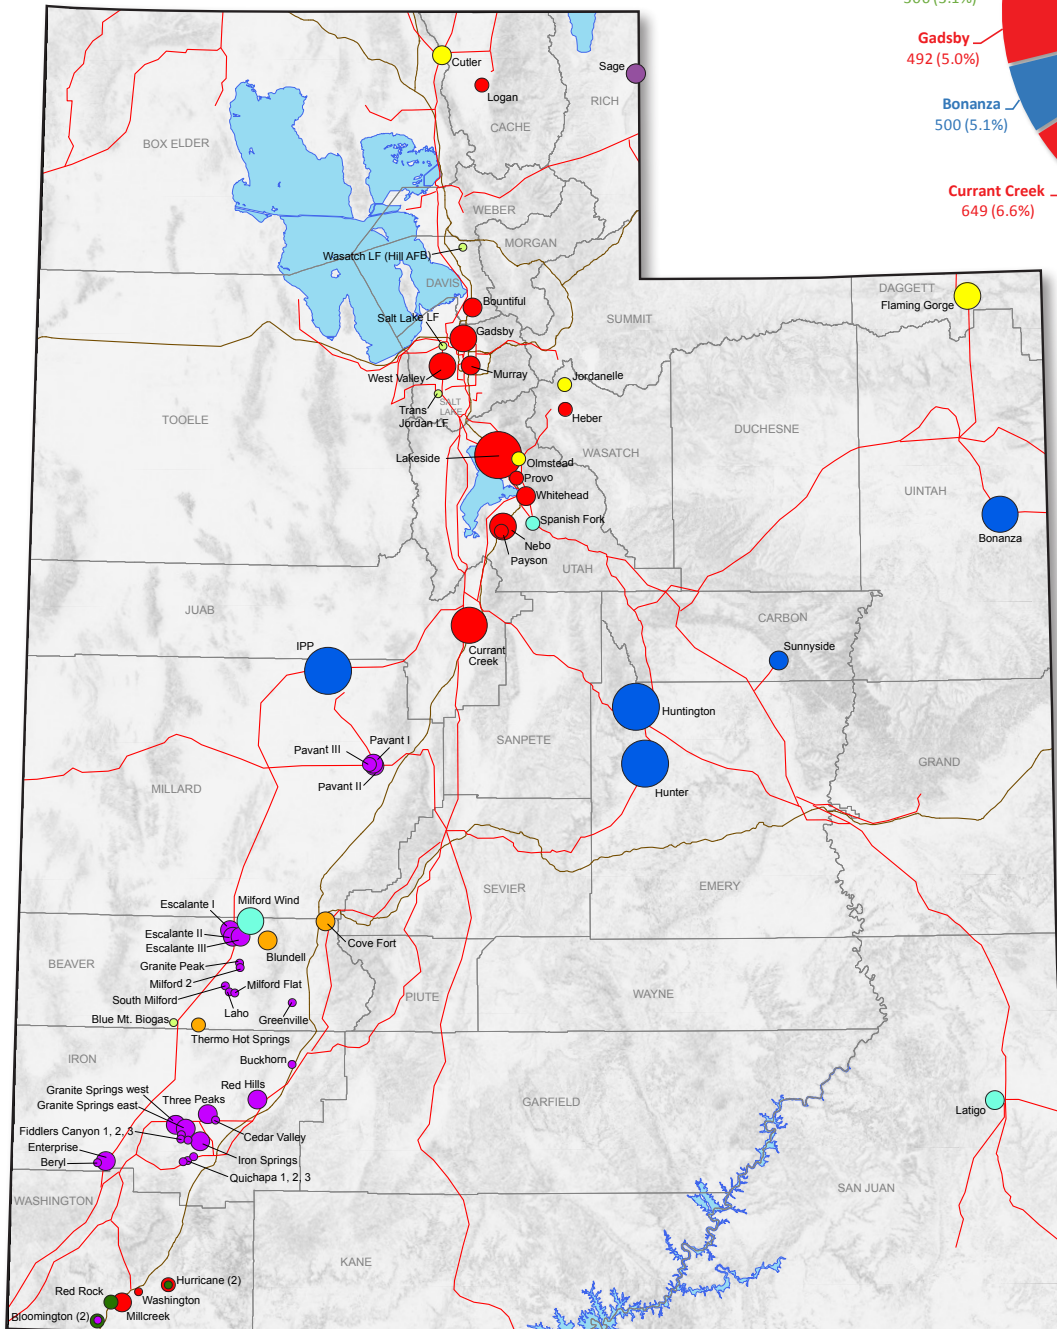 Gadsby
492 (5.0%)
Bonanza
500 (5.1%)
Currant Creek
649 (6.6%)
Cutler
Sage
Logan
RICH
CACHE
BOX ELDER
WEBER
MORGAN
Wasatch LF (Hill AFB)
DAVIS
DAGGETT
Flaming Gorge
Bountiful
Salt Lake LF
SUMMIT
Gadsby
West Valley
Murray
Jordanelle
Trans
Jordan LF
SALT
LAKE
Heber
TOOELE
DUCHESNE
WASATCH
Lakeside
Olmstead
Provo
UINTAH
Whitehead
Spanish Fork
Bonanza
Nebo
Payson
UTAH
JUAB
CARBON
IPP
Currant
Creek
Sunnyside
Huntington
SANPETE
Pavant III
Pavant I
Pavant II
GRAND
MILLARD
Hunter
SEVIER
EMERY
Escalante I
Milford Wind
Escalante II
Escalante III
Blundell
Cove Fort
BEAVER
Granite Peak
Milford 2
Milford Flat
South Milford
Laho
PIUTE
WAYNE
Blue Mt. Biogas
Greenville
Thermo Hot Springs
IRON
Buckhorn
Red Hills
Granite Springs west
Three Peaks
Granite Springs east
GARFIELD
Latigo
Fiddlers Canyon 1, 2, 3
Cedar Valley
Enterprise
Iron Springs
Beryl
Quichapa 1, 2, 3
SAN JUAN
WASHINGTON
KANE
Hurricane (2)
Red Rock
Washington
Millcreek
Bloomington (2)